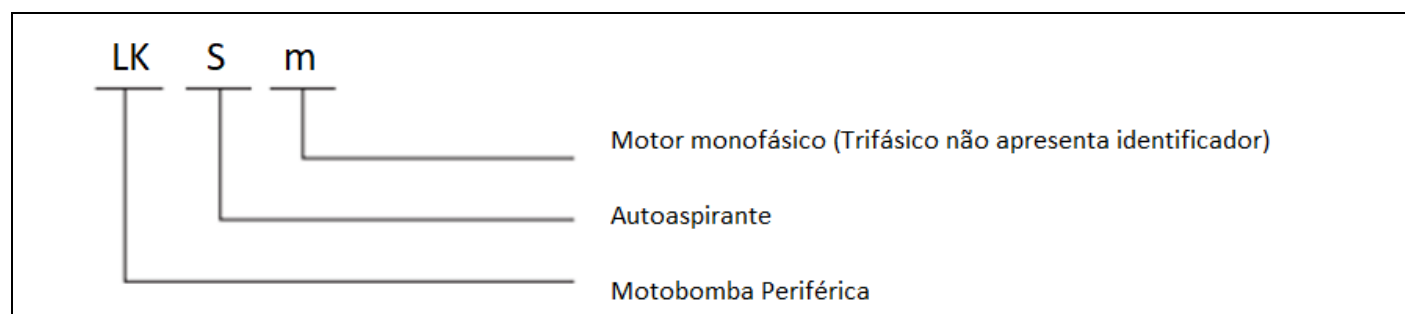 LK S m
Motor monofásico (Trifásico não apresenta identificador)
Autoaspirante
Motobomba Periférica